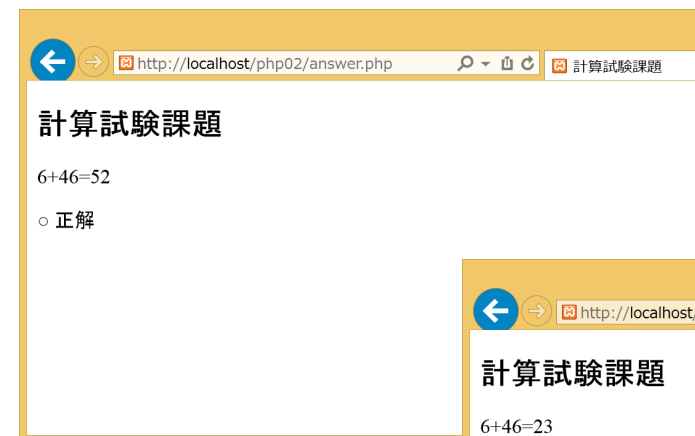 http://localhost/php02/answer.php
計算試験課題
計算試験課題
6+46=52
○ 正解
http://localhost/
計算試験課題
6+46=23